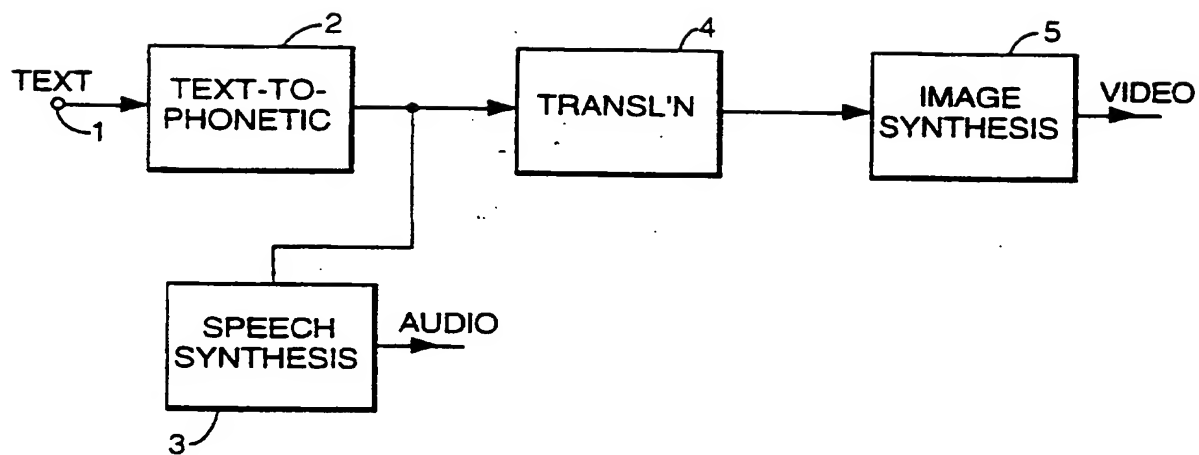 2
4
5
TEXT
1
TEXT-TO-
PHONETIC
TRANSL'N
IMAGE
SYNTHESIS
VIDEO
SPEECH
SYNTHESIS
AUDIO
3